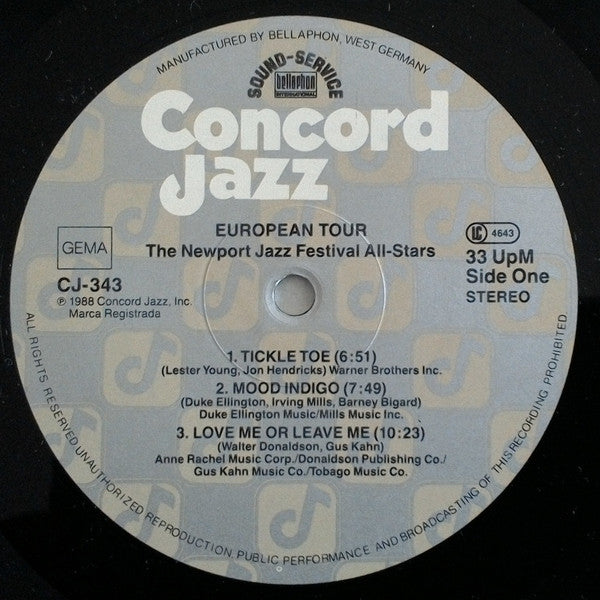 MANUFACTURED BY BELLAPHON, WEST GERMANY
SOUND-SERVICE
bellaphon
INTERNATIONAL
Concord
Jazz
EUROPEAN TOUR
The Newport Jazz Festival All-Stars
GEMA
CJ-343
℗ 1988 Concord Jazz, Inc.
Marca Registrada
LC 4643
33 UpM
Side One
STEREO
1. TICKLE TOE (6:51)
(Lester Young, Jon Hendricks) Warner Brothers Inc.
2. MOOD INDIGO (7:49)
(Duke Ellington, Irving Mills, Barney Bigard)
Duke Ellington Music/Mills Music Inc.
3. LOVE ME OR LEAVE ME (10:23)
(Walter Donaldson, Gus Kahn)
Anne Rachel Music Corp./Donaldson Publishing Co./
Gus Kahn Music Co./Tobago Music Co.
ALL RIGHTS RESERVED UNAUTHORIZED REPRODUCTION, PUBLIC PERFORMANCE AND BROADCASTING OF THIS RECORDING PROHIBITED